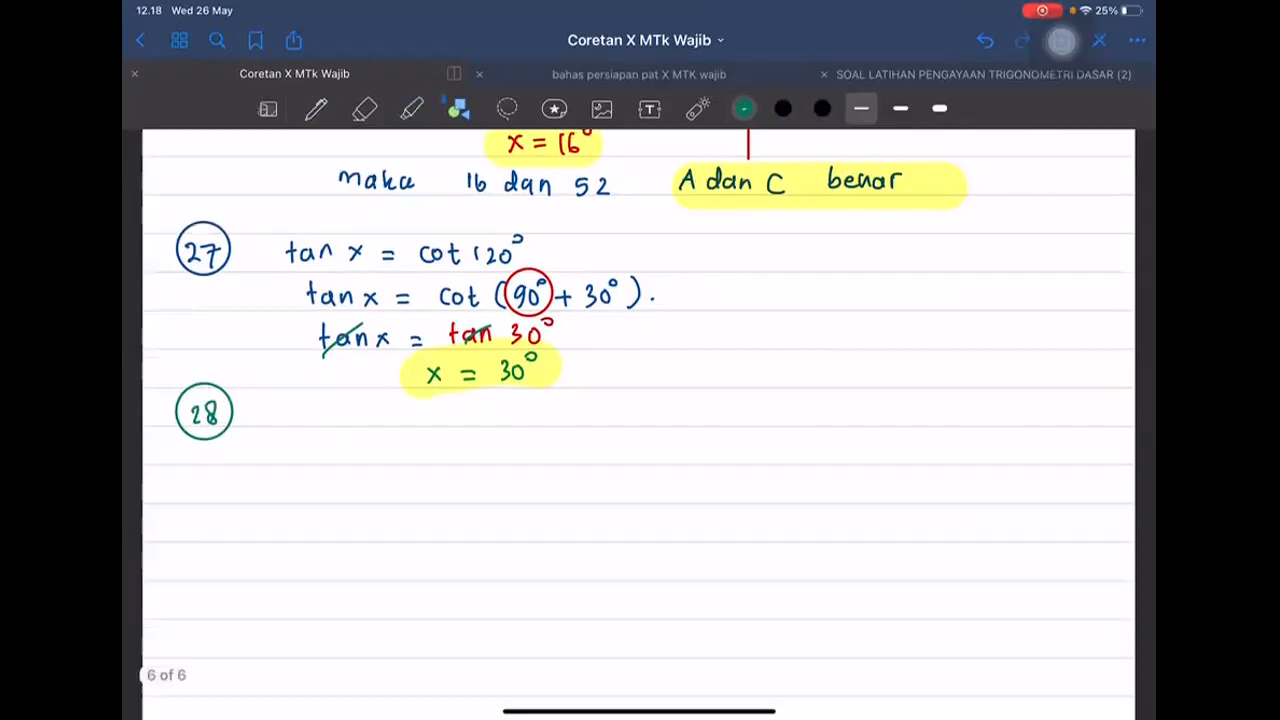 12.18 Wed 26 May 25%
Coretan X MTk Wajib
Coretan X MTk Wajib bahas persiapan pat X MTK wajib SOAL LATIHAN PENGAYAAN TRIGONOMETRI DASAR (2)
x = 16°
maka 16 dan 52 A dan C benar
27 tan x = cot 120°
tan x = cot (90° + 30°).
tan x = tan 30°
x = 30°
28
6 of 6